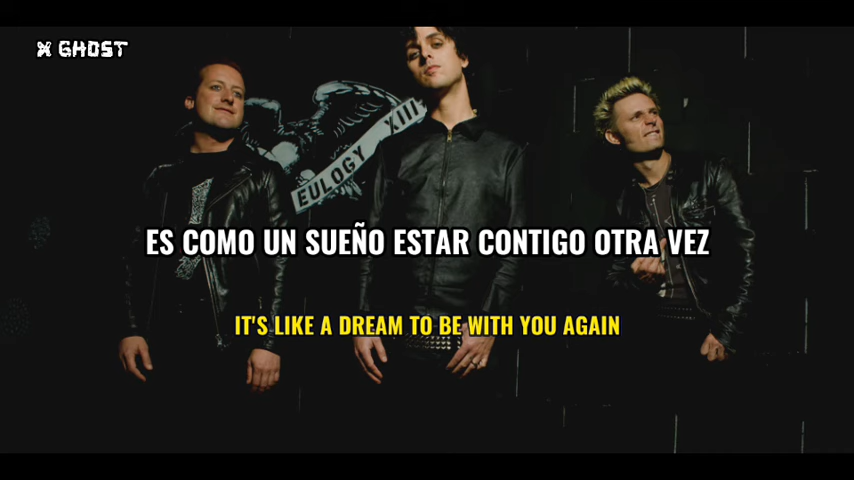 X GHOST
EULOGY XIII
ES COMO UN SUEÑO ESTAR CONTIGO OTRA VEZ
IT'S LIKE A DREAM TO BE WITH YOU AGAIN